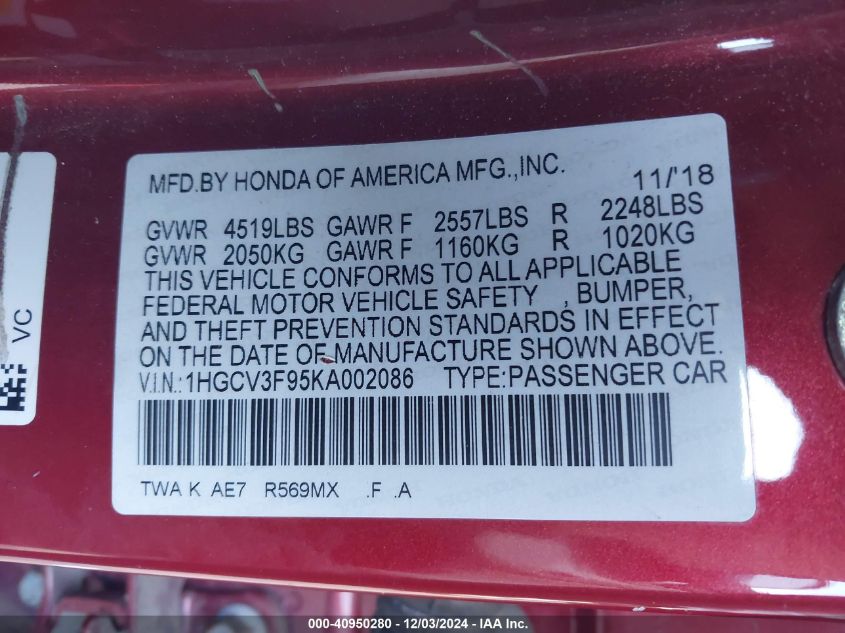 MFD.BY HONDA OF AMERICA MFG.,INC. 11/'18
GVWR 4519LBS GAWR F 2557LBS R 2248LBS
GVWR 2050KG GAWR F 1160KG R 1020KG
THIS VEHICLE CONFORMS TO ALL APPLICABLE
FEDERAL MOTOR VEHICLE SAFETY , BUMPER,
AND THEFT PREVENTION STANDARDS IN EFFECT
ON THE DATE OF MANUFACTURE SHOWN ABOVE.
V.I.N.:1HGCV3F95KA002086 TYPE:PASSENGER CAR
TWA K AE7 R569MX .F .A
VC
000-40950280 - 12/03/2024 - IAA Inc.